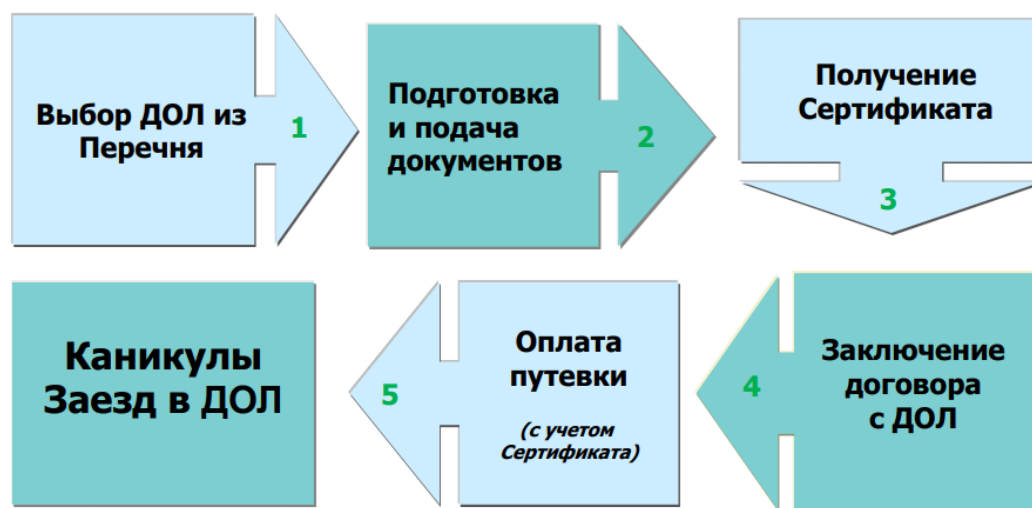 Выбор ДОЛ из
Перечня
1
Подготовка
и подача
документов
2
Получение
Сертификата
3
Заключение
договора
с ДОЛ
4
Оплата
путевки
(с учетом
Сертификата)
5
Каникулы
Заезд в ДОЛ